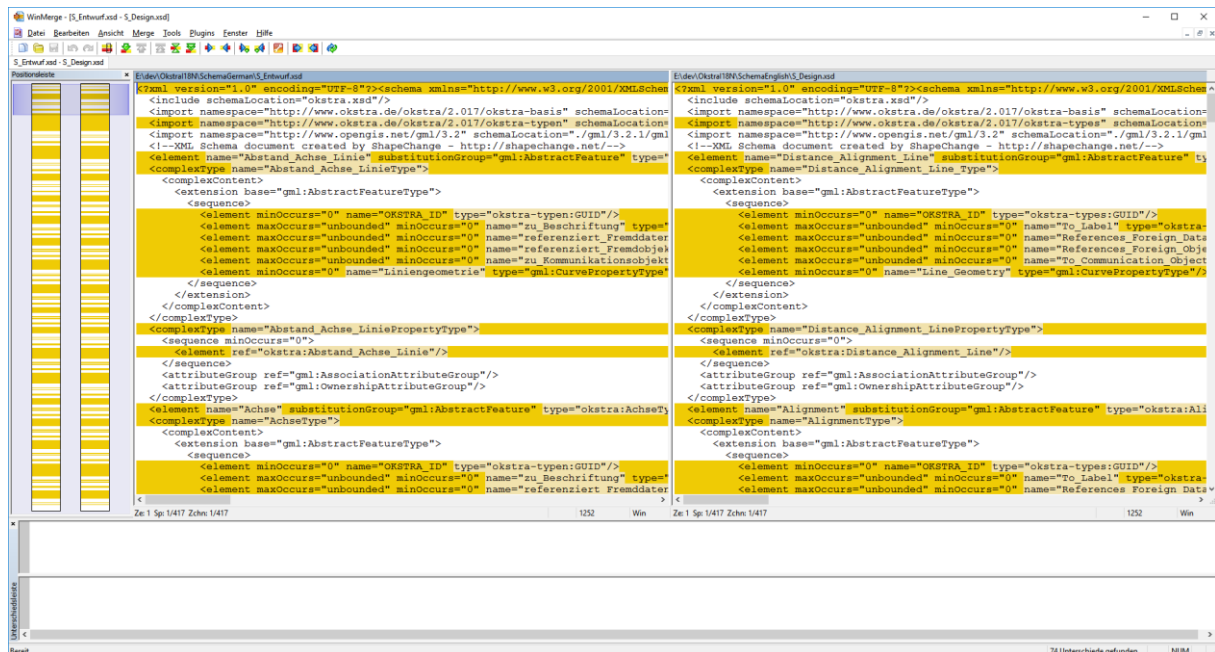 WinMerge - [S_Entwurf.xsd - S_Design.xsd]
Datei Bearbeiten Ansicht Merge Tools Plugins Fenster Hilfe
S_Entwurf.xsd - S_Design.xsd
Positionsleiste
E:\dev\Okstral18N\SchemaGerman\S_Entwurf.xsd
<?xml version="1.0" encoding="UTF-8"?><schema xmlns="http://www.w3.org/2001/XMLSchem
<include schemaLocation="okstra.xsd"/>
<import namespace="http://www.okstra.de/okstra/2.017/okstra-basis" schemaLocation=
<import namespace="http://www.okstra.de/okstra/2.017/okstra-typen" schemaLocation=
<import namespace="http://www.opengis.net/gml/3.2" schemaLocation="./gml/3.2.1/gml
<!--XML Schema document created by ShapeChange - http://shapechange.net/-->
<element name="Abstand_Achse_Linie" substitutionGroup="gml:AbstractFeature" type="
<complexType name="Abstand_Achse_LinieType">
<complexContent>
<extension base="gml:AbstractFeatureType">
<sequence>
<element minOccurs="0" name="OKSTRA_ID" type="okstra-typen:GUID"/>
<element maxOccurs="unbounded" minOccurs="0" name="zu_Beschriftung" type="
<element maxOccurs="unbounded" minOccurs="0" name="referenziert_Fremddaten
<element maxOccurs="unbounded" minOccurs="0" name="referenziert_Fremdobjek
<element maxOccurs="unbounded" minOccurs="0" name="zu_Kommunikationsobjekt
<element minOccurs="0" name="Liniengeometrie" type="gml:CurvePropertyType"
</sequence>
</extension>
</complexContent>
</complexType>
<complexType name="Abstand_Achse_LiniePropertyType">
<sequence minOccurs="0">
<element ref="okstra:Abstand_Achse_Linie"/>
</sequence>
<attributeGroup ref="gml:AssociationAttributeGroup"/>
<attributeGroup ref="gml:OwnershipAttributeGroup"/>
</complexType>
<element name="Achse" substitutionGroup="gml:AbstractFeature" type="okstra:AchseTy
<complexType name="AchseType">
<complexContent>
<extension base="gml:AbstractFeatureType">
<sequence>
<element minOccurs="0" name="OKSTRA_ID" type="okstra-typen:GUID"/>
<element maxOccurs="unbounded" minOccurs="0" name="zu_Beschriftung" type="
<element maxOccurs="unbounded" minOccurs="0" name="referenziert Fremddaten
Ze: 1 Sp: 1/417 Zchn: 1/417 1252 Win
E:\dev\Okstral18N\SchemaEnglish\S_Design.xsd
<?xml version="1.0" encoding="UTF-8"?><schema xmlns="http://www.w3.org/2001/XMLSchem
<include schemaLocation="okstra.xsd"/>
<import namespace="http://www.okstra.de/okstra/2.017/okstra-basis" schemaLocation=
<import namespace="http://www.okstra.de/okstra/2.017/okstra-types" schemaLocation=
<import namespace="http://www.opengis.net/gml/3.2" schemaLocation="./gml/3.2.1/gml
<!--XML Schema document created by ShapeChange - http://shapechange.net/-->
<element name="Distance_Alignment_Line" substitutionGroup="gml:AbstractFeature" ty
<complexType name="Distance_Alignment_Line_Type">
<complexContent>
<extension base="gml:AbstractFeatureType">
<sequence>
<element minOccurs="0" name="OKSTRA_ID" type="okstra-types:GUID"/>
<element maxOccurs="unbounded" minOccurs="0" name="To_Label" type="okstra-
<element maxOccurs="unbounded" minOccurs="0" name="References_Foreign_Data
<element maxOccurs="unbounded" minOccurs="0" name="References_Foreign_Obje
<element maxOccurs="unbounded" minOccurs="0" name="To_Communication_Object
<element minOccurs="0" name="Line_Geometry" type="gml:CurvePropertyType"/>
</sequence>
</extension>
</complexContent>
</complexType>
<complexType name="Distance_Alignment_LinePropertyType">
<sequence minOccurs="0">
<element ref="okstra:Distance_Alignment_Line"/>
</sequence>
<attributeGroup ref="gml:AssociationAttributeGroup"/>
<attributeGroup ref="gml:OwnershipAttributeGroup"/>
</complexType>
<element name="Alignment" substitutionGroup="gml:AbstractFeature" type="okstra:Ali
<complexType name="AlignmentType">
<complexContent>
<extension base="gml:AbstractFeatureType">
<sequence>
<element minOccurs="0" name="OKSTRA_ID" type="okstra-types:GUID"/>
<element maxOccurs="unbounded" minOccurs="0" name="To_Label" type="okstra-
<element maxOccurs="unbounded" minOccurs="0" name="References Foreign Data
Ze: 1 Sp: 1/417 Zchn: 1/417 1252 Win
Unterschiedsleiste
Bereit 74 Unterschiede gefunden NUM